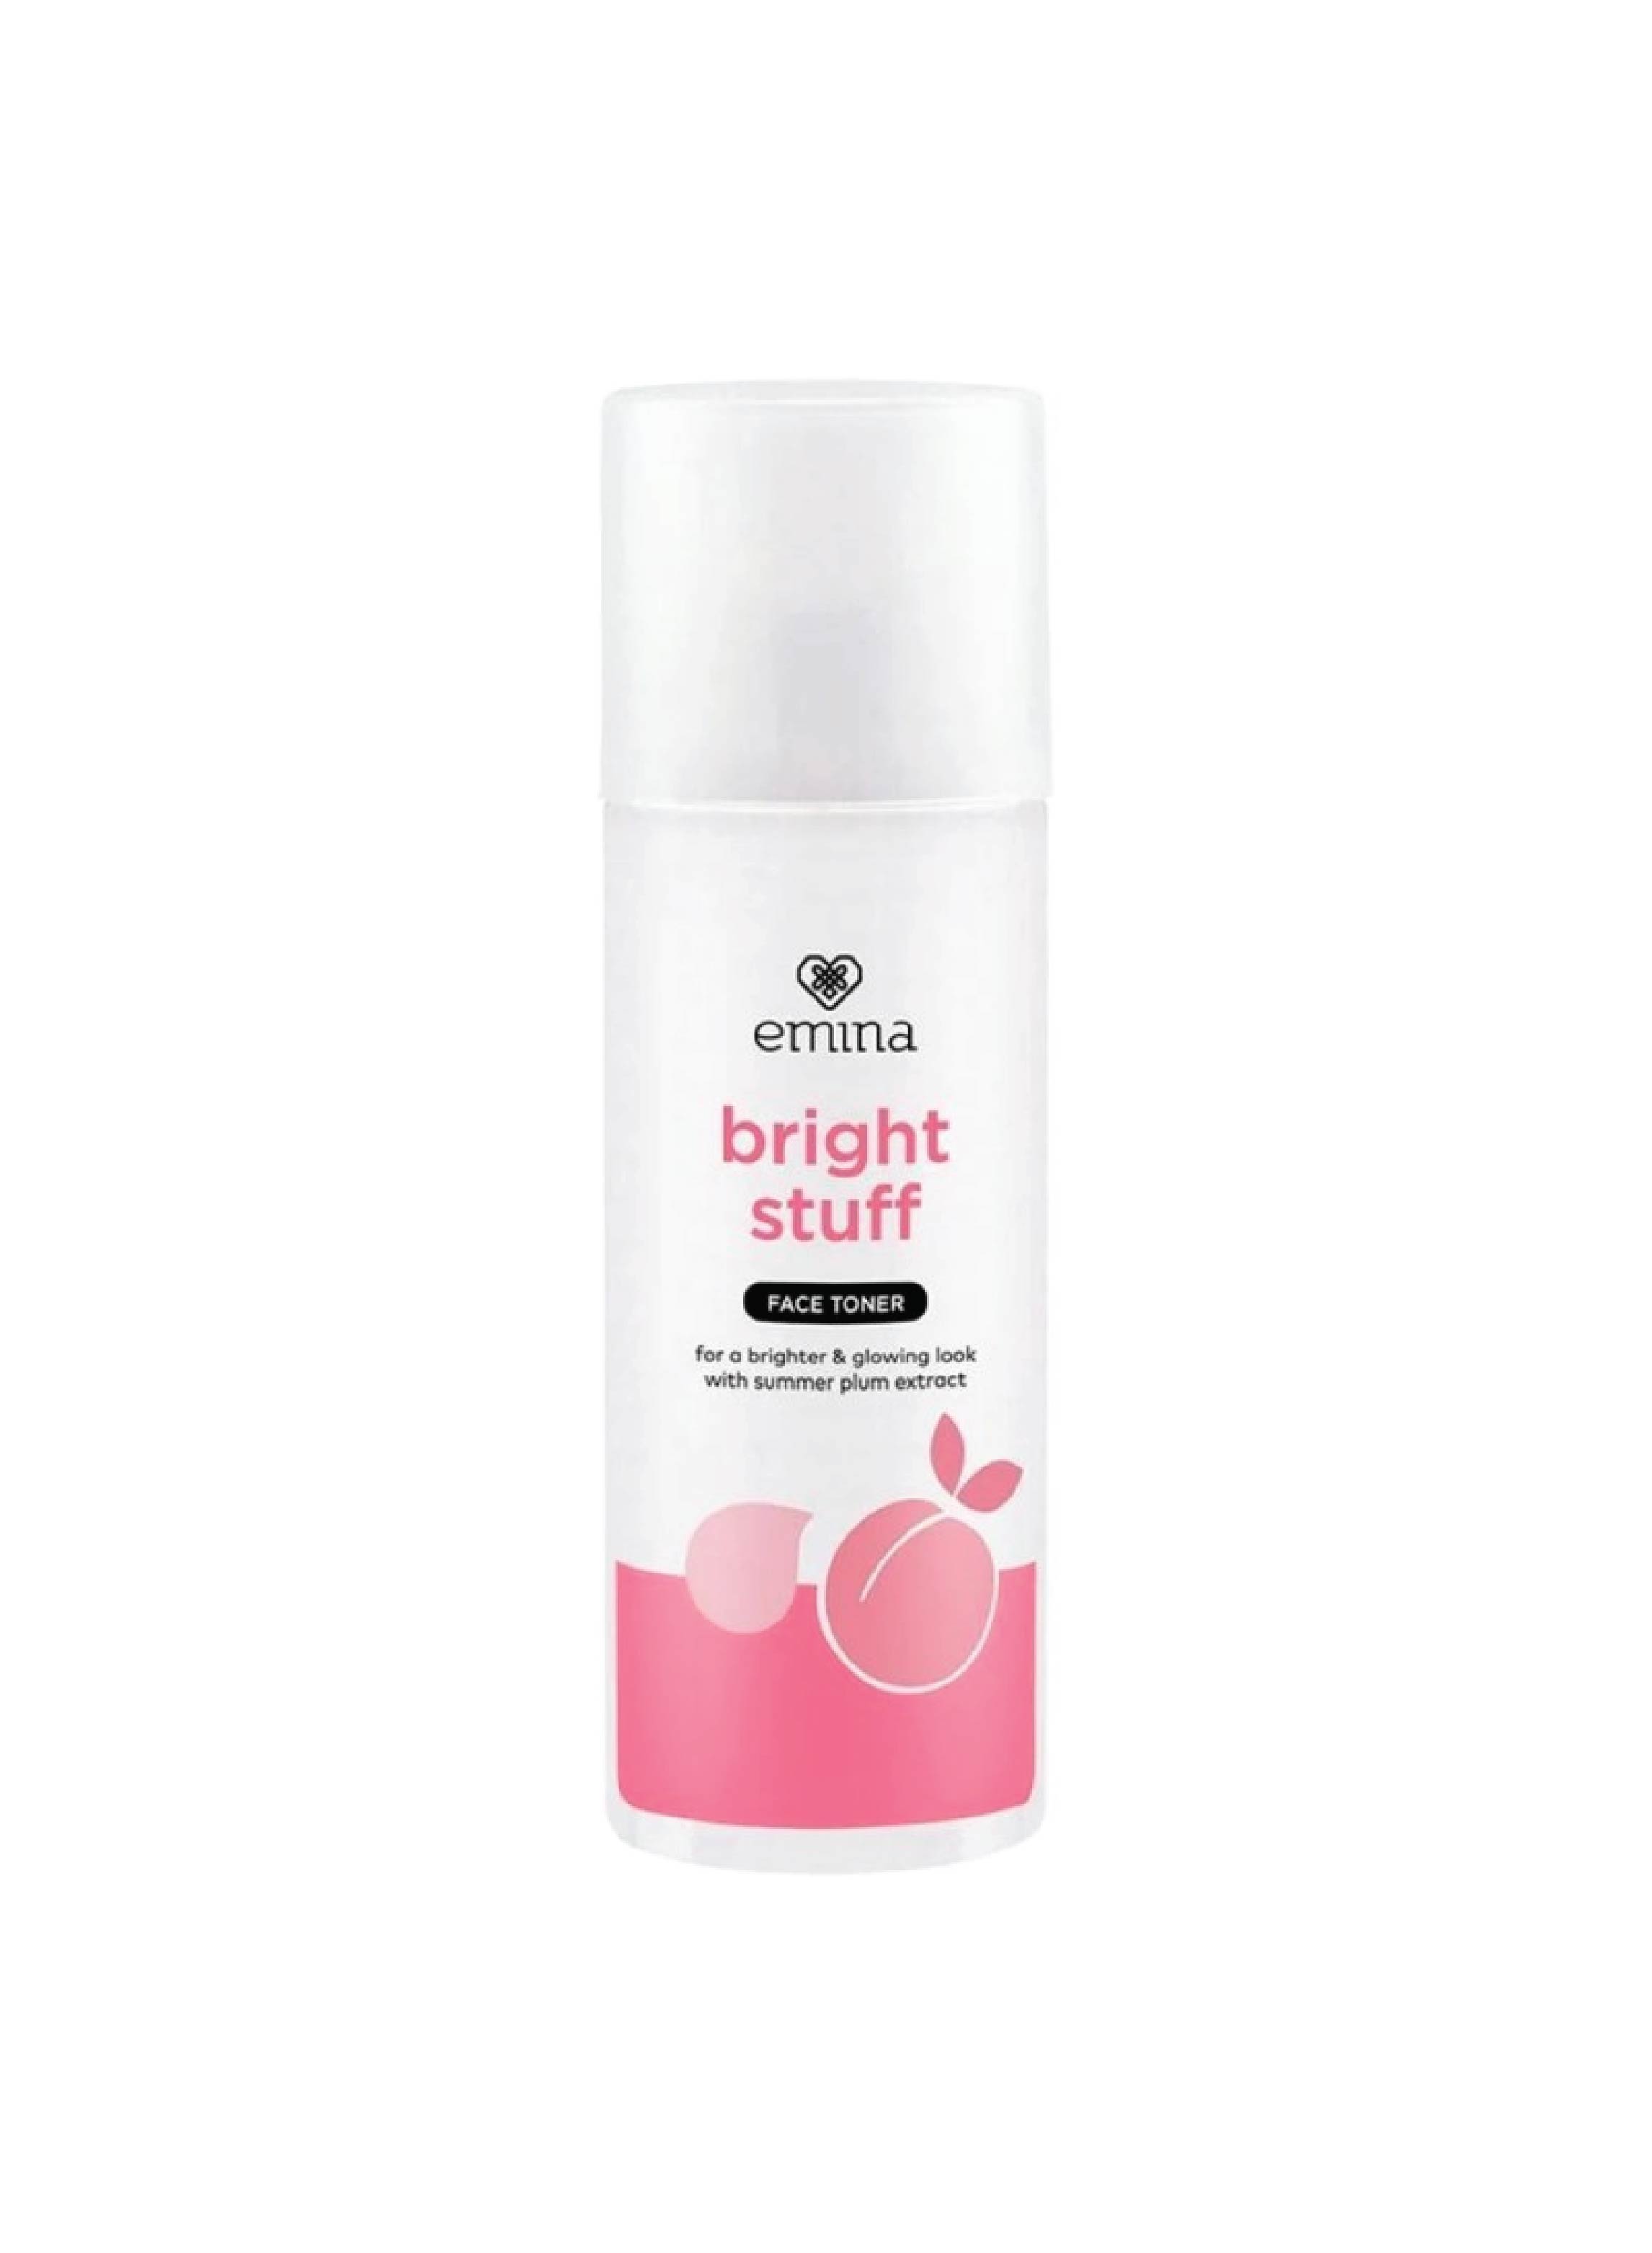 emina
bright
stuff
FACE TONER
for a brighter & glowing look
with summer plum extract